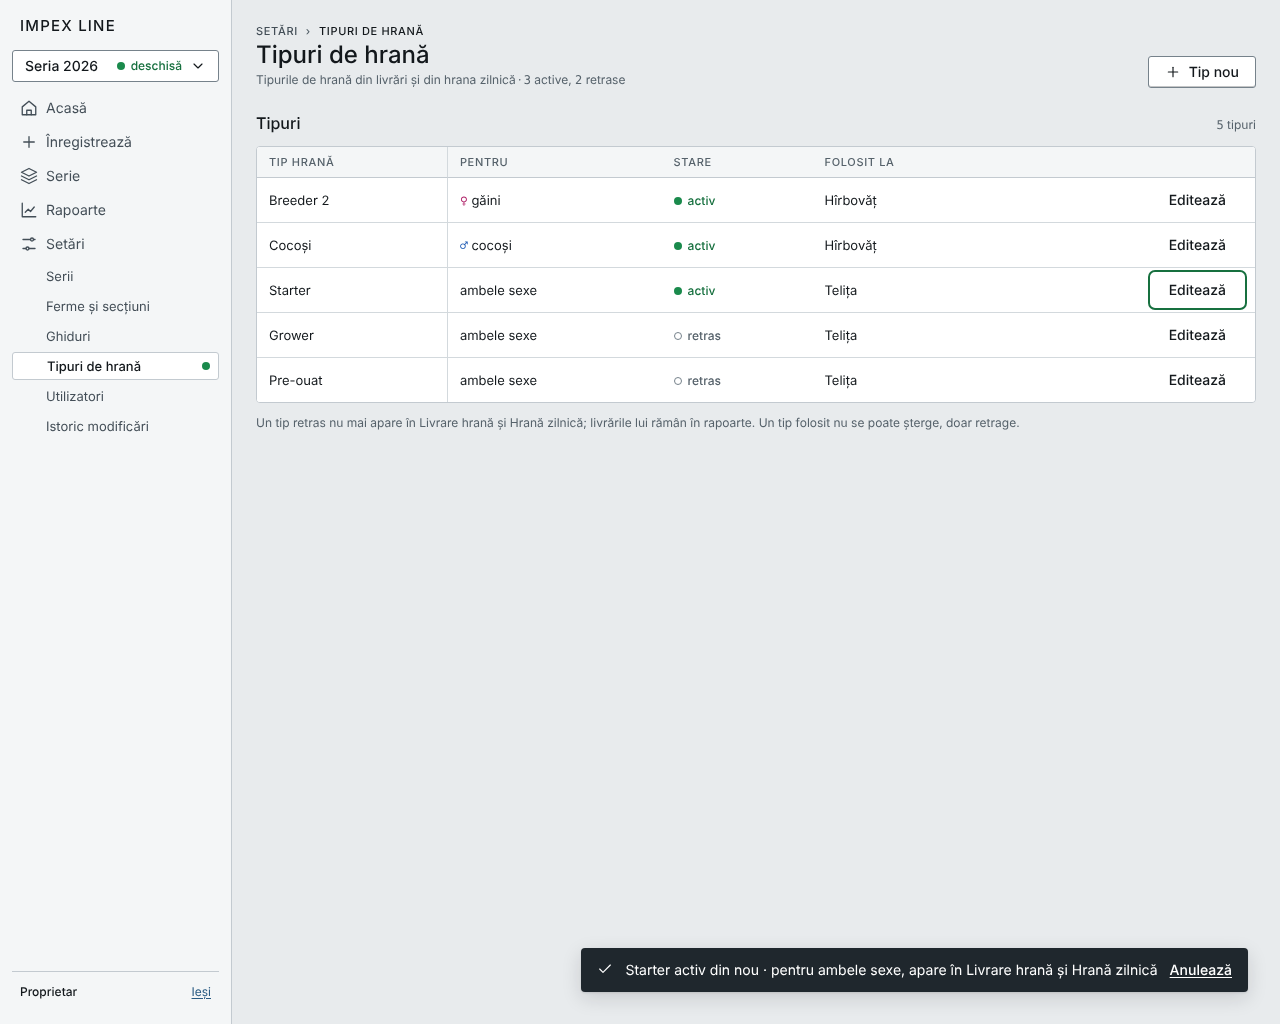 IMPEX LINE
Seria 2026 deschisă
Acasă
Înregistrează
Serie
Rapoarte
Setări
Serii
Ferme și secțiuni
Ghiduri
Tipuri de hrană
Utilizatori
Istoric modificări
Proprietar Ieși
SETĂRI › TIPURI DE HRANĂ
Tipuri de hrană
Tipurile de hrană din livrări și din hrana zilnică · 3 active, 2 retrase
Tip nou
Tipuri 5 tipuri
TIP HRANĂ PENTRU STARE FOLOSIT LA
Breeder 2 ♀ găini activ Hîrbovăț Editează
Cocoși ♂ cocoși activ Hîrbovăț Editează
Starter ambele sexe activ Telița Editează
Grower ambele sexe retras Telița Editează
Pre-ouat ambele sexe retras Telița Editează
Un tip retras nu mai apare în Livrare hrană și Hrană zilnică; livrările lui rămân în rapoarte. Un tip folosit nu se poate șterge, doar retrage.
Starter activ din nou · pentru ambele sexe, apare în Livrare hrană și Hrană zilnică Anulează